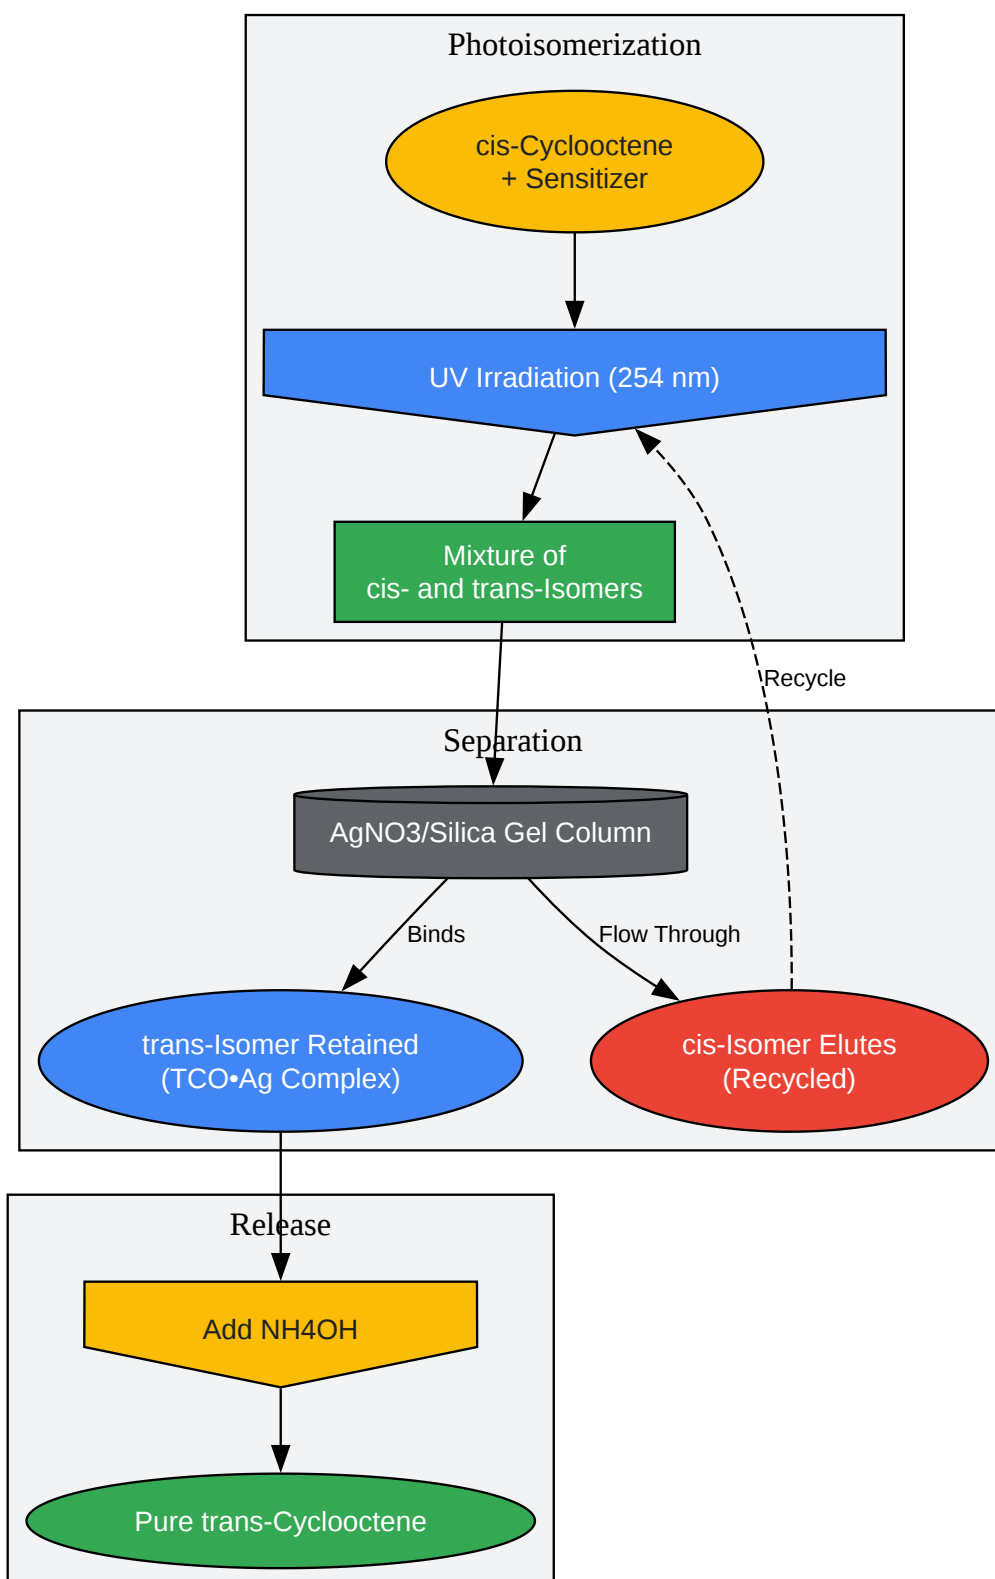 Photoisomerization
cis-Cyclooctene
+ Sensitizer
UV Irradiation (254 nm)
Mixture of
cis- and trans-Isomers
Recycle
Separation
AgNO3/Silica Gel Column
Binds
Flow Through
trans-Isomer Retained
(TCO•Ag Complex)
cis-Isomer Elutes
(Recycled)
Release
Add NH4OH
Pure trans-Cyclooctene